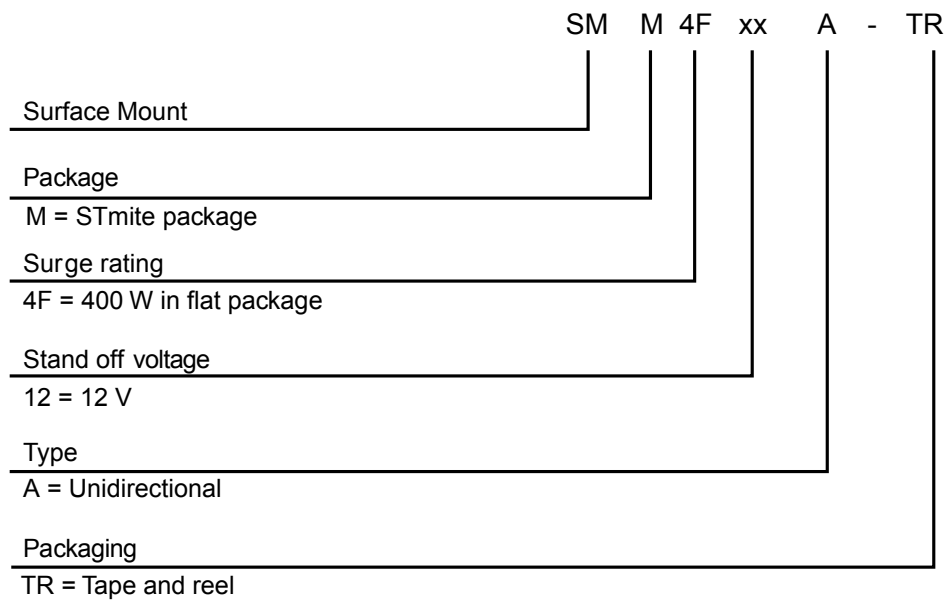 SM M 4F xx A - TR
Surface Mount
Package
M = STmite package
Surge rating
4F = 400 W in flat package
Stand off voltage
12 = 12 V
Type
A = Unidirectional
Packaging
TR = Tape and reel